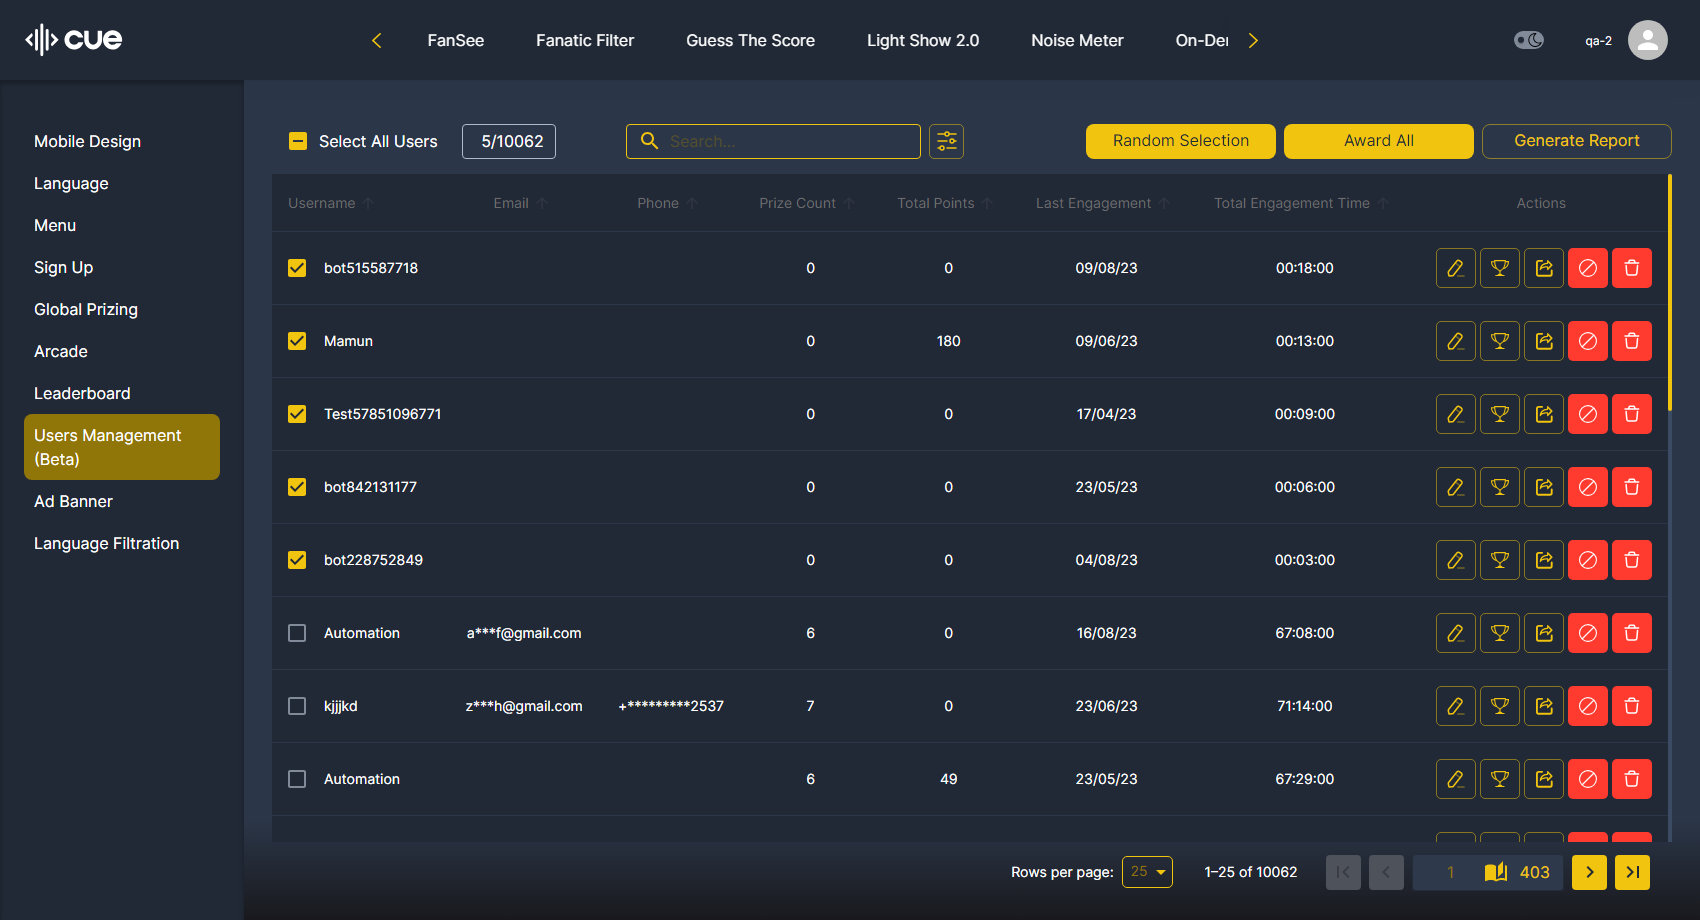 cue
FanSee Fanatic Filter Guess The Score Light Show 2.0 Noise Meter On-Der
qa-2
Mobile Design
Language
Menu
Sign Up
Global Prizing
Arcade
Leaderboard
Users Management
(Beta)
Ad Banner
Language Filtration
Select All Users 5/10062 Search... Random Selection Award All Generate Report
Username Email Phone Prize Count Total Points Last Engagement Total Engagement Time Actions
bot515587718 0 0 09/08/23 00:18:00
Mamun 0 180 09/06/23 00:13:00
Test57851096771 0 0 17/04/23 00:09:00
bot842131177 0 0 23/05/23 00:06:00
bot228752849 0 0 04/08/23 00:03:00
Automation a***f@gmail.com 6 0 16/08/23 67:08:00
kjjjkd z***h@gmail.com +*********2537 7 0 23/06/23 71:14:00
Automation 6 49 23/05/23 67:29:00
Rows per page: 25 1–25 of 10062 1 403